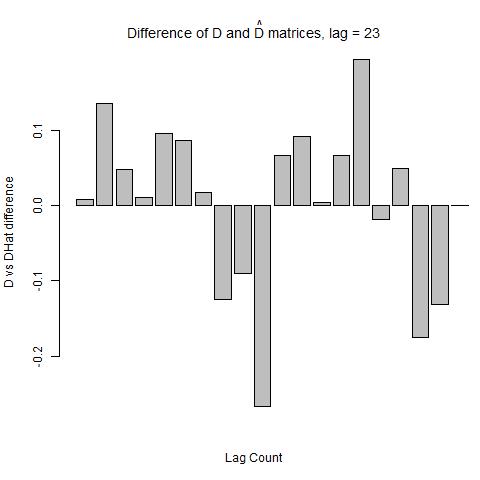 Difference of D and D̂ matrices, lag = 23
D vs DHat difference
0.1
0.0
-0.1
-0.2
Lag Count